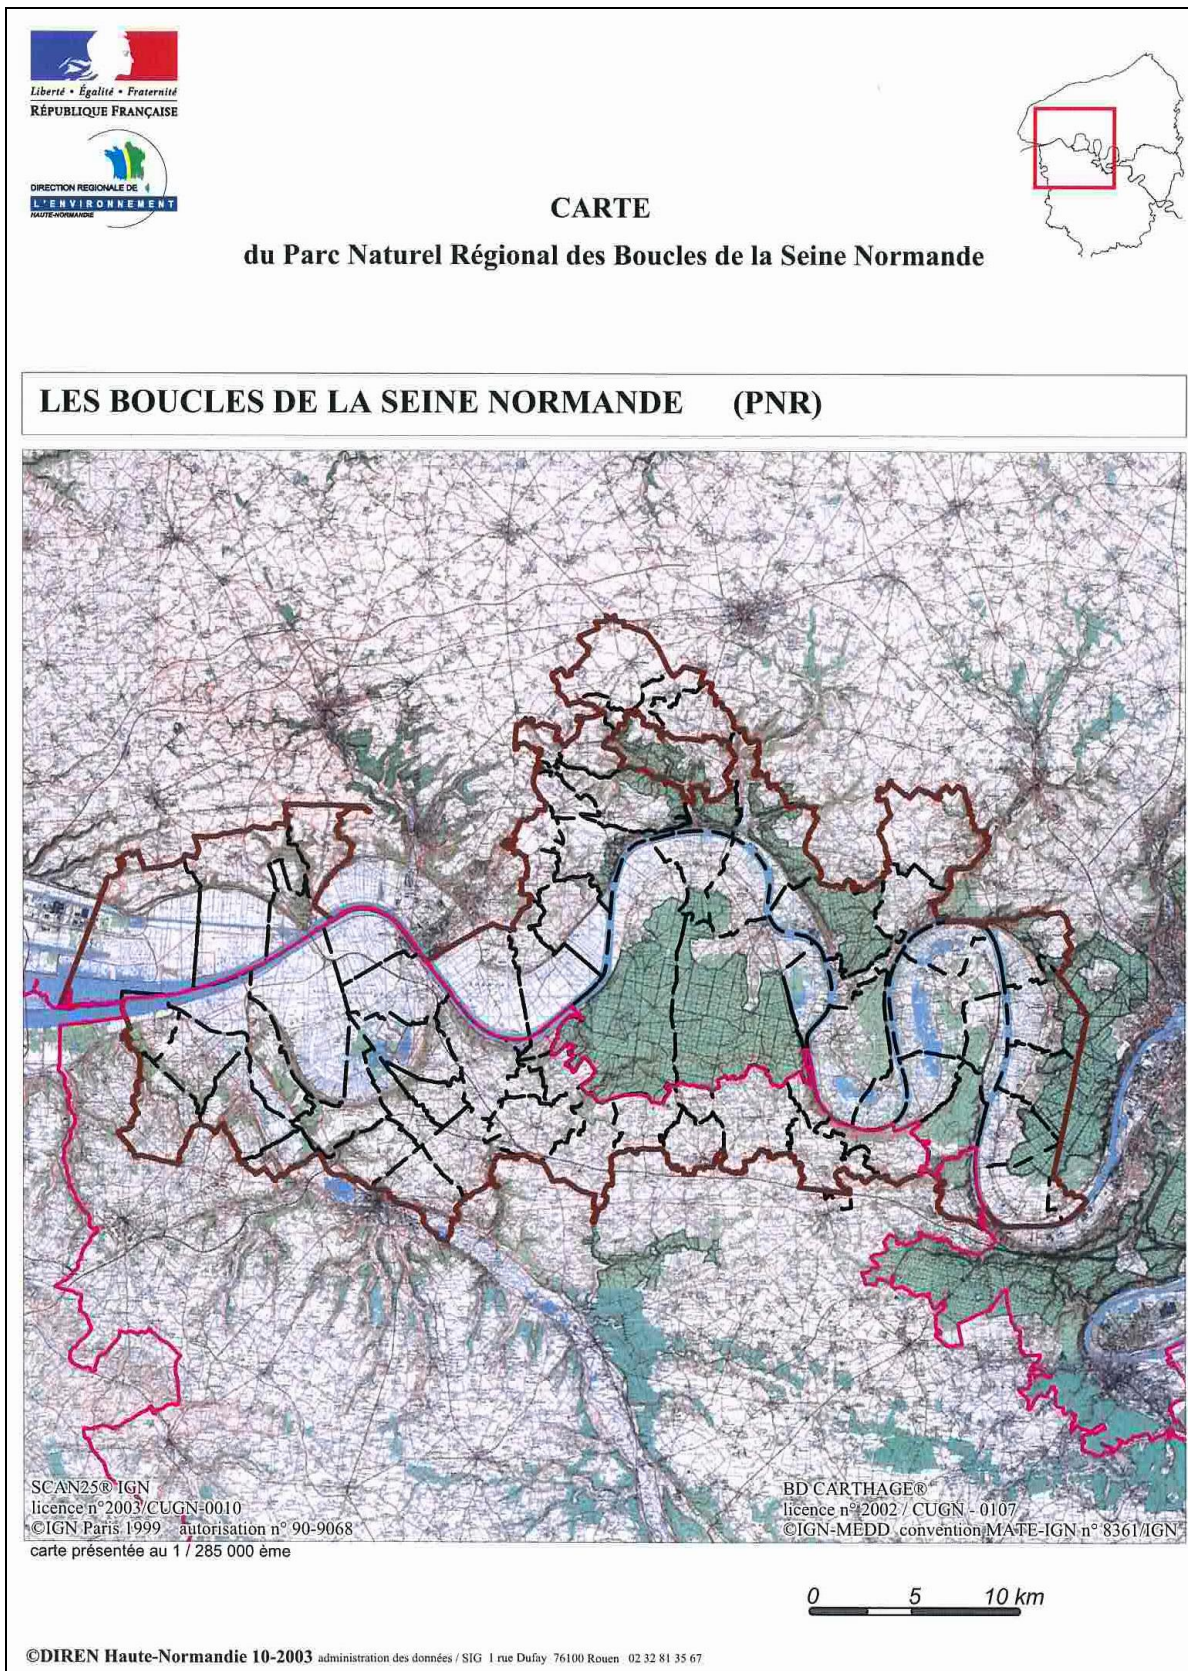 Liberté • Égalité • Fraternité
RÉPUBLIQUE FRANÇAISE
DIRECTION REGIONALE DE
L'ENVIRONNEMENT
HAUTE-NORMANDIE
CARTE
du Parc Naturel Régional des Boucles de la Seine Normande
LES BOUCLES DE LA SEINE NORMANDE (PNR)
SCAN25® IGN
licence n°2003/CUGN-0010
©IGN Paris 1999 autorisation n° 90-9068
BD CARTHAGE®
licence n° 2002 / CUGN - 0107
©IGN-MEDD convention MATE-IGN n° 8361/IGN
carte présentée au 1 / 285 000 ème
0 5 10 km
©DIREN Haute-Normandie 10-2003 administration des données / SIG 1 rue Dufay 76100 Rouen 02 32 81 35 67